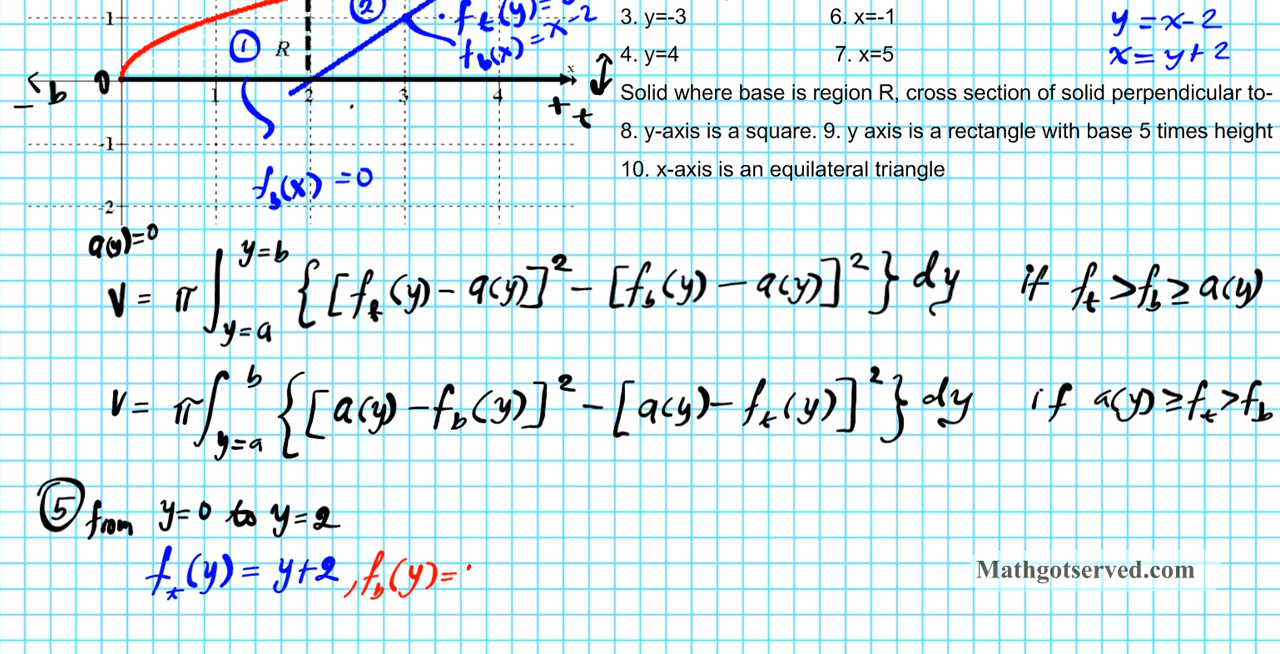 1
②
f_t(y)=
f_b(x)=x-2
3. y=-3 6. x=-1
y=x-2
① R
4. y=4 7. x=5
x=y+2
- b 0 1 2 3 4 x + t
Solid where base is region R, cross section of solid perpendicular to-
-1
8. y-axis is a square. 9. y axis is a rectangle with base 5 times height
f_b(x)=0
10. x-axis is an equilateral triangle
-2
a(y)=0
V = π∫_{y=a}^{y=b} {[f_t(y)-a(y)]²-[f_b(y)-a(y)]²} dy if f_t>f_b≥a(y)
V = π∫_{y=a}^{b} {[a(y)-f_b(y)]²-[a(y)-f_t(y)]²} dy if a(y)≥f_t>f_b
⑤ from y=0 to y=2
f_t(y)=y+2, f_b(y)=
Mathgotserved.com